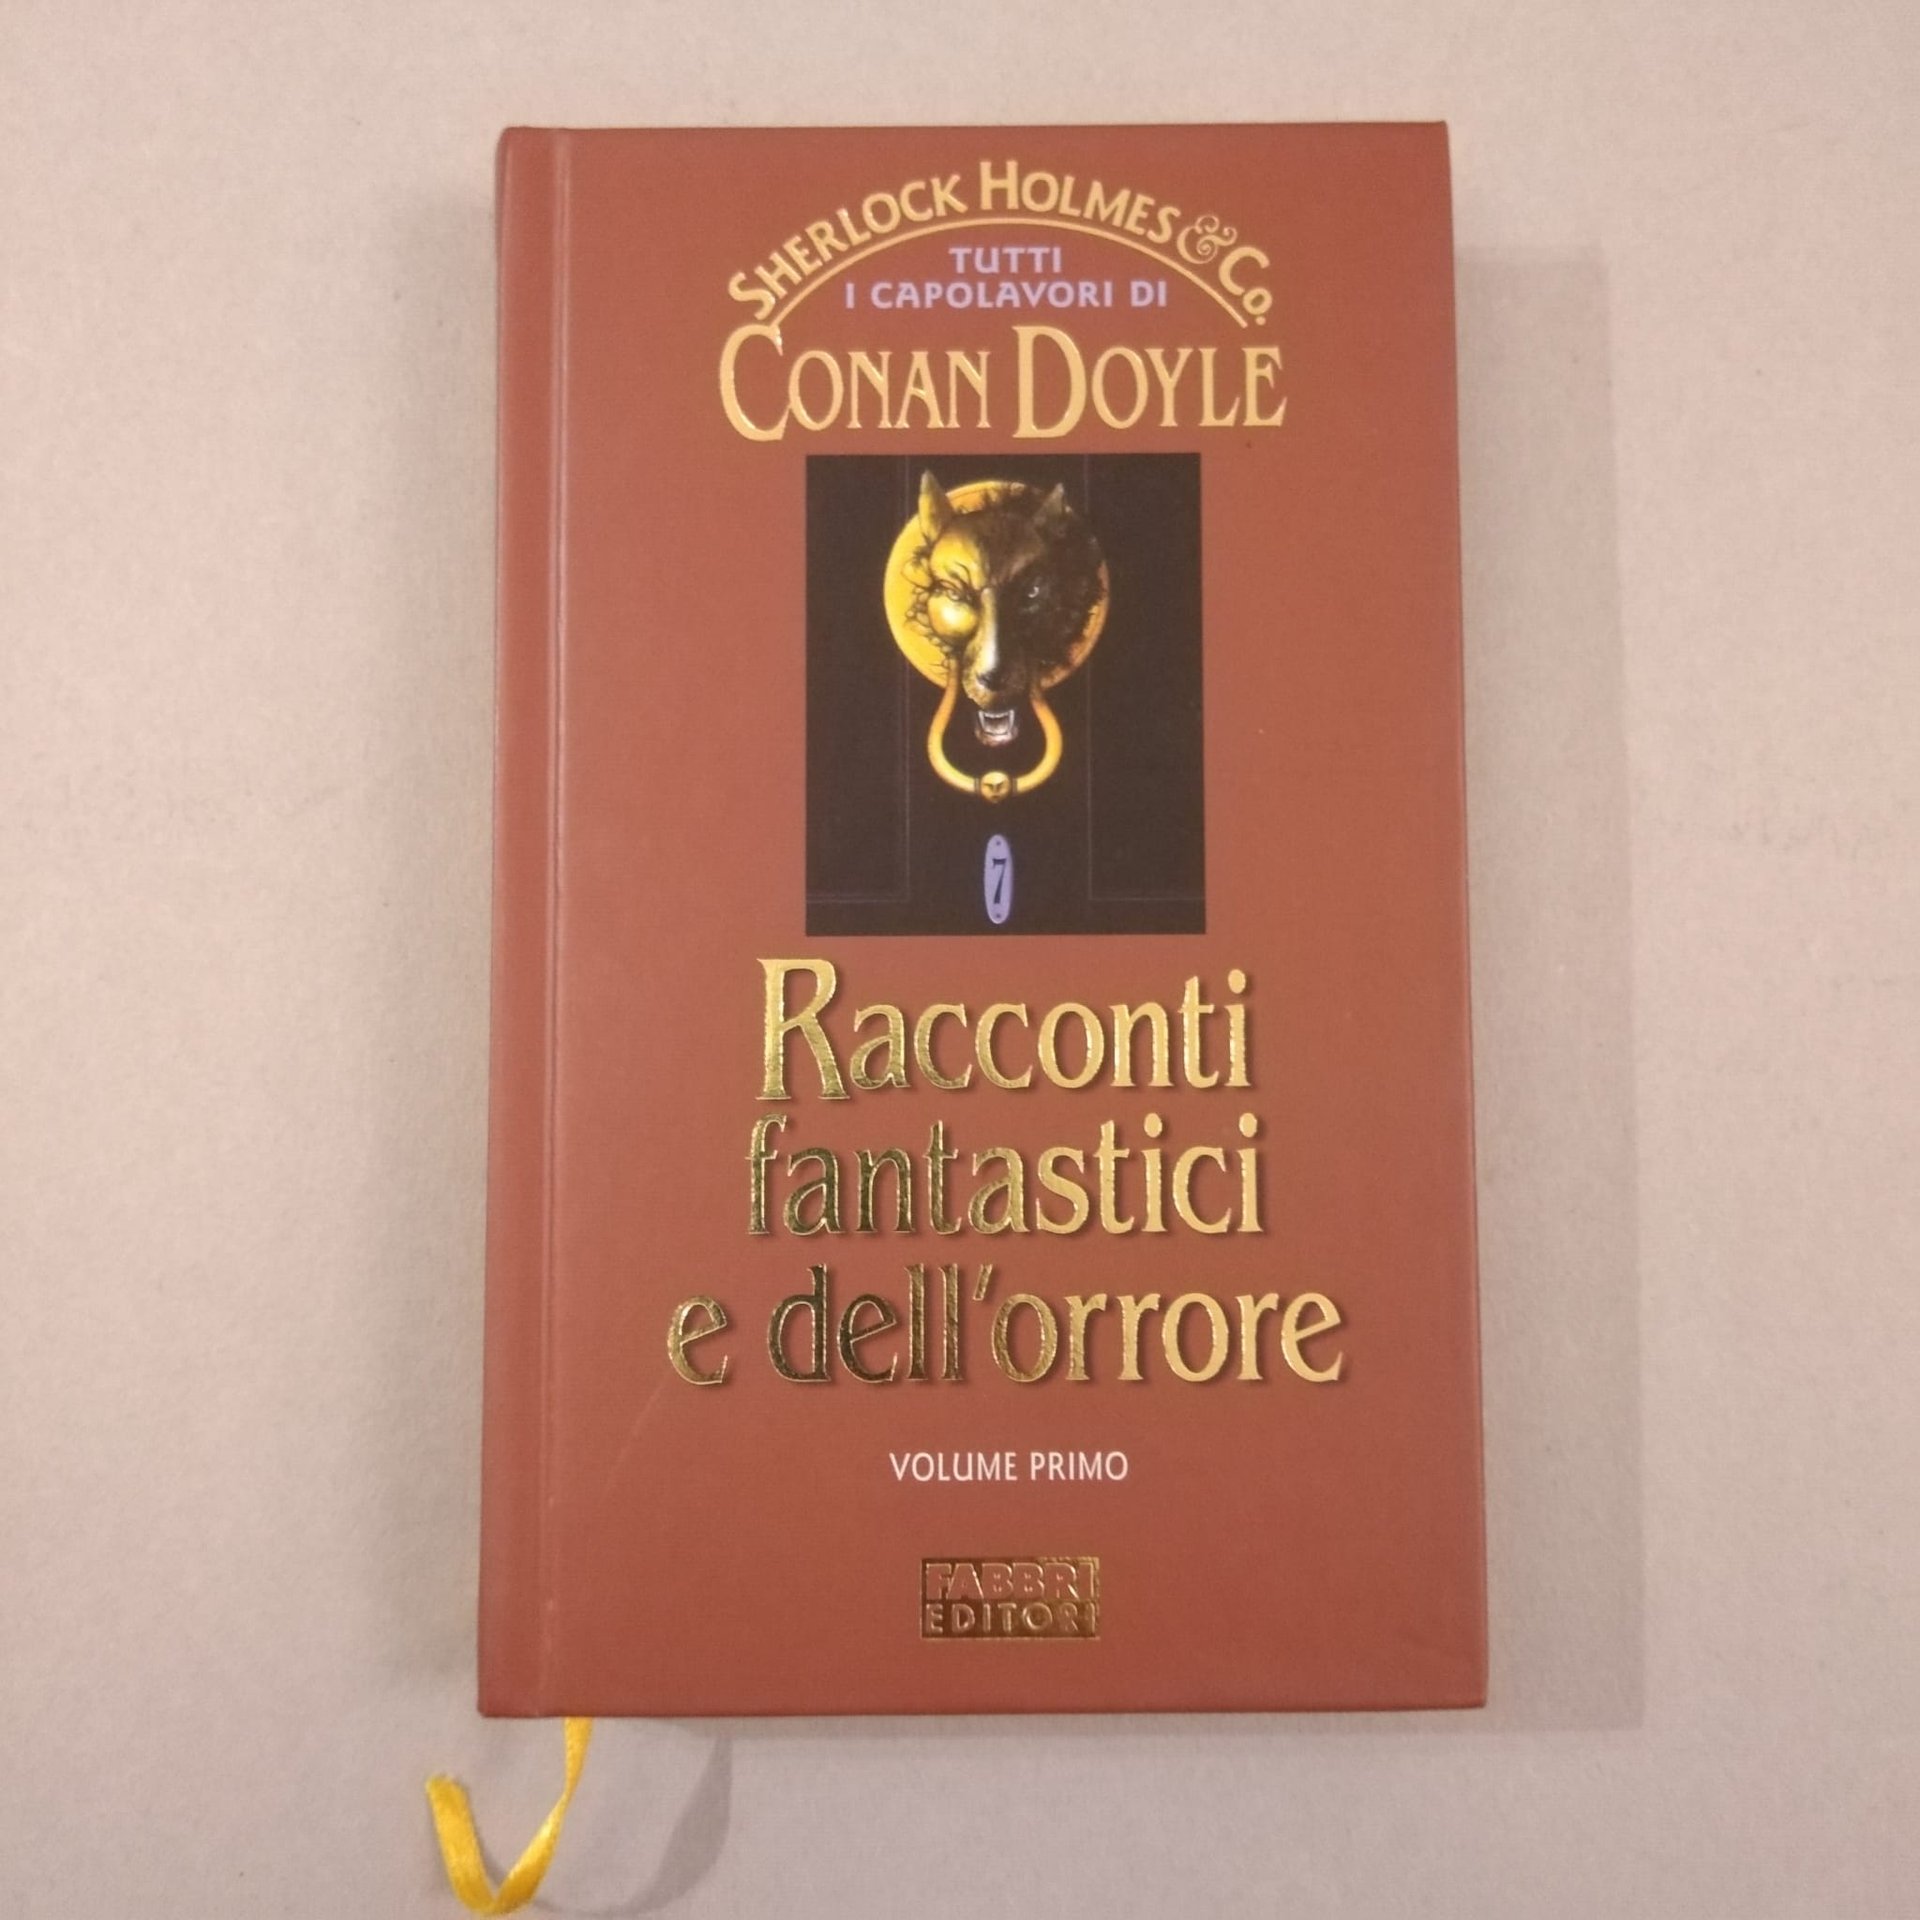 SHERLOCK HOLMES & CO.
TUTTI
I CAPOLAVORI DI
CONAN DOYLE
7
Racconti
fantastici
e dell'orrore
VOLUME PRIMO
FABBRI
EDITORI